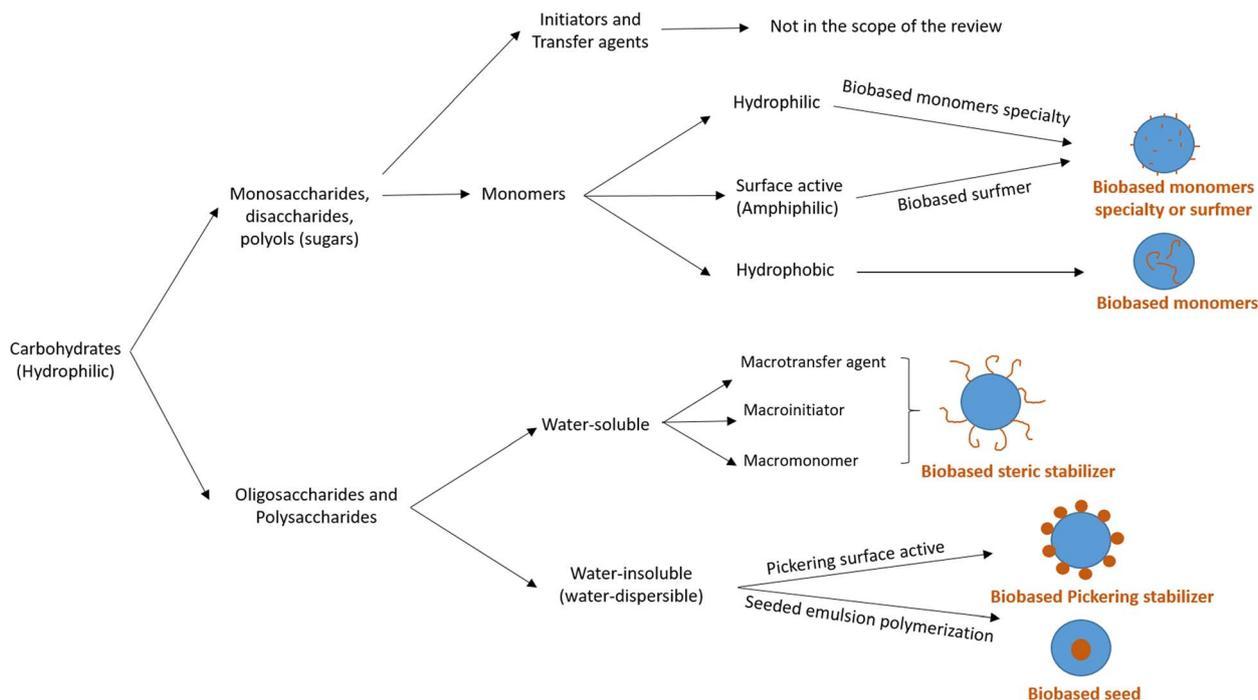 Initiators and
Transfer agents
Not in the scope of the review
Hydrophilic
Biobased monomers specialty
Monosaccharides,
disaccharides,
polyols (sugars)
Monomers
Surface active
(Amphiphilic)
Biobased surfmer
Biobased monomers
specialty or surfmer
Hydrophobic
Biobased monomers
Carbohydrates
(Hydrophilic)
Macrotransfer agent
Water-soluble
Macroinitiator
Macromonomer
Biobased steric stabilizer
Oligosaccharides and
Polysaccharides
Water-insoluble
(water-dispersible)
Pickering surface active
Biobased Pickering stabilizer
Seeded emulsion polymerization
Biobased seed